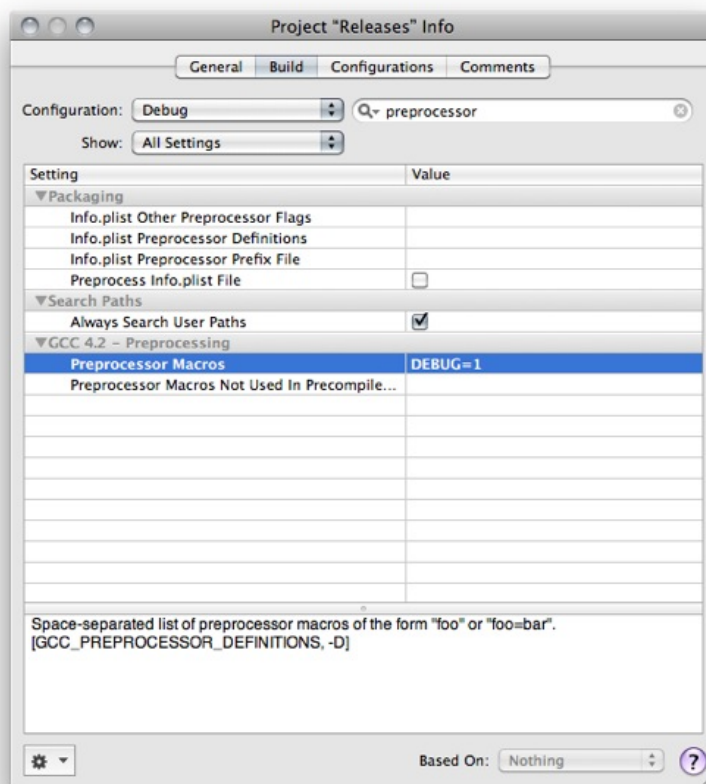 Project "Releases" Info
General Build Configurations Comments
Configuration: Debug preprocessor
Show: All Settings
Setting Value
Packaging
Info.plist Other Preprocessor Flags
Info.plist Preprocessor Definitions
Info.plist Preprocessor Prefix File
Preprocess Info.plist File
Search Paths
Always Search User Paths
GCC 4.2 – Preprocessing
Preprocessor Macros DEBUG=1
Preprocessor Macros Not Used In Precompile...
Space-separated list of preprocessor macros of the form "foo" or "foo=bar".
[GCC_PREPROCESSOR_DEFINITIONS, -D]
Based On: Nothing ?